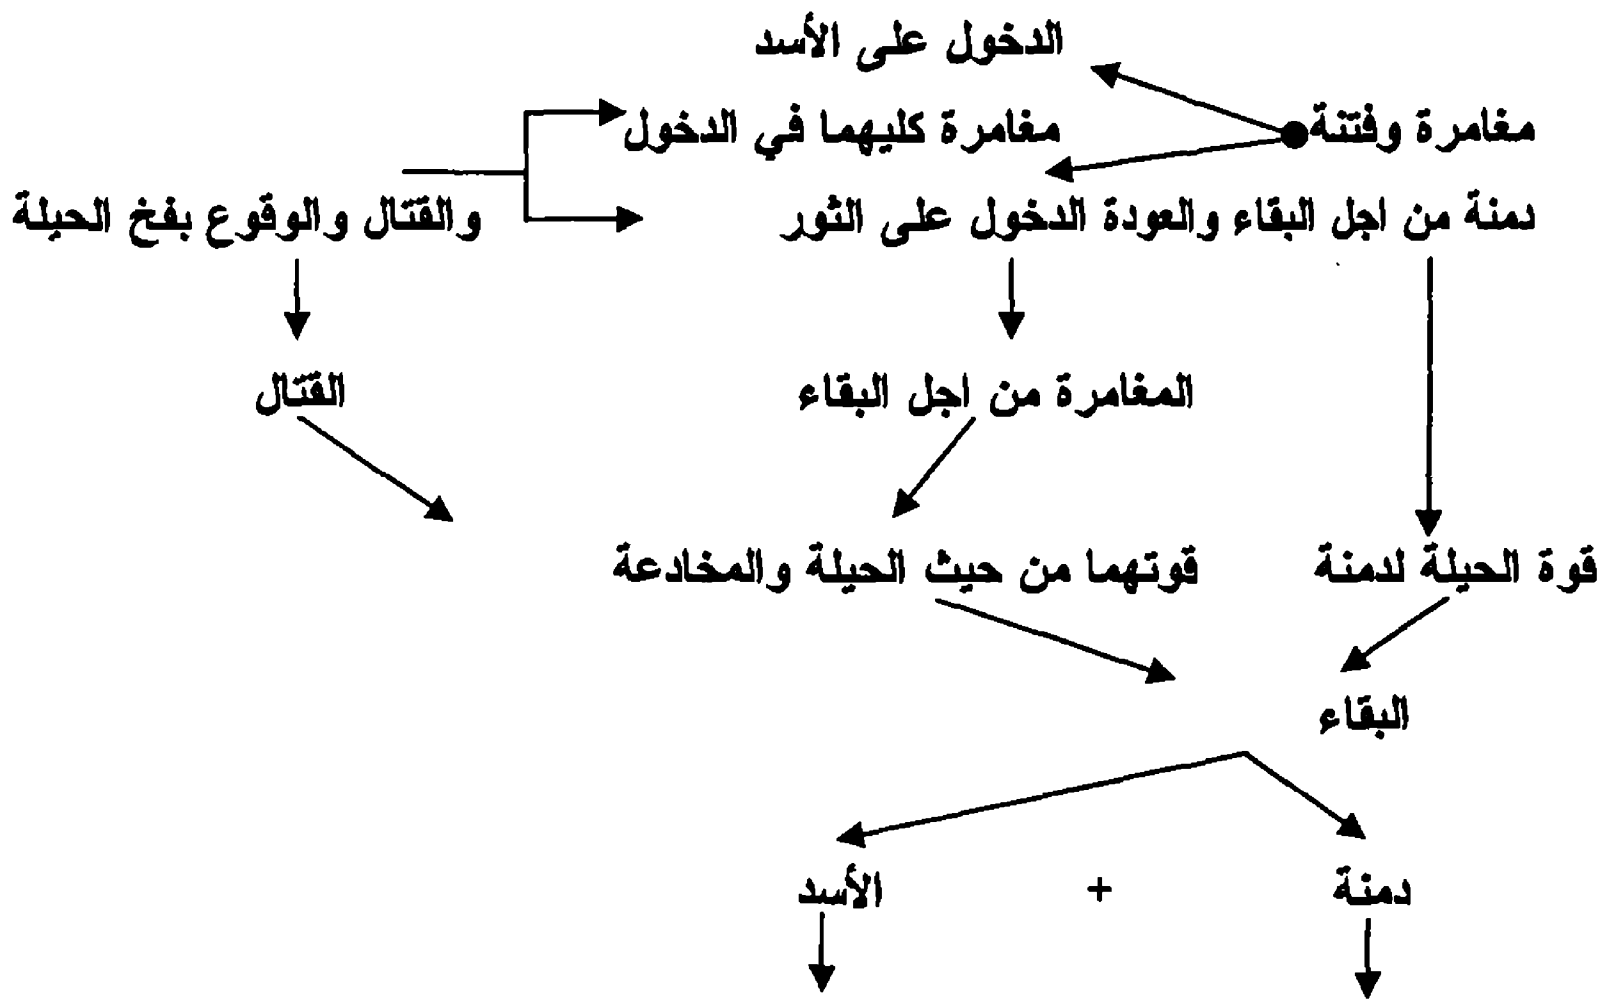 الدخول على الأسد
مغامرة وفتنة مغامرة كليهما في الدخول
دمنة من اجل البقاء والعودة الدخول على الثور والقتال والوقوع بفخ الحيلة
المغامرة من اجل البقاء القتال
قوة الحيلة لدمنة قوتهما من حيث الحيلة والمخادعة
البقاء
دمنة + الأسد